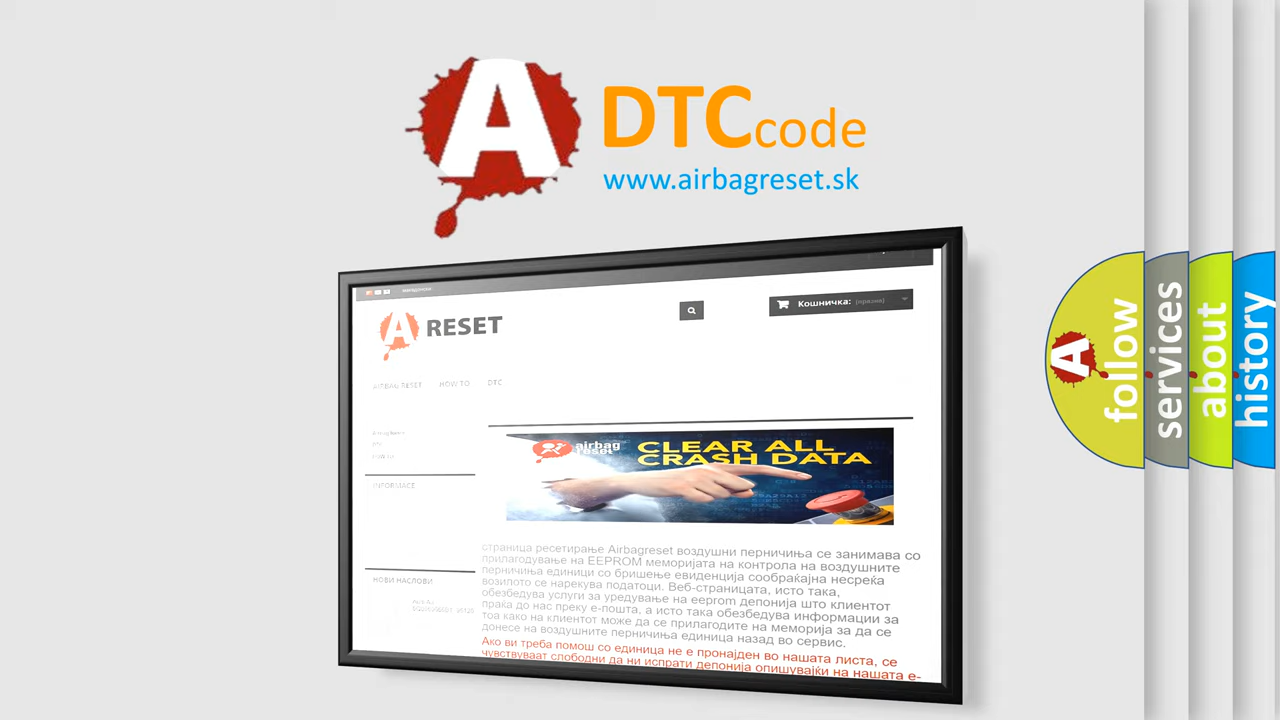 A
DTC code
www.airbagreset.sk
A RESET
Кошничка: (празна)
AIRBAG RESET HOW TO DTC
INFORMACE
НОВИ НАСЛОВИ
airbag
reset
CLEAR ALL
CRASH DATA
страница ресетирање Airbagreset воздушни перничиња се занимава со
прилагодување на EEPROM меморијата на контрола на воздушните
перничиња единици со бришење евиденција сообраќајна несреќа
возилото се нарекува податоци. Веб-страницата, исто така,
обезбедува услуги за уредување на eeprom депонија што клиентот
праќа до нас преку е-пошта, а исто така обезбедува информации за
тоа како на клиентот може да се прилагодите на меморија за да се
донесе на воздушните перничиња единица назад во сервис.
Ако ви треба помош со единица не е пронајден во нашата листа, се
чувствуваат слободни да ни испрати депонија опишувајќи на нашата е-
A
follow
services
about
history